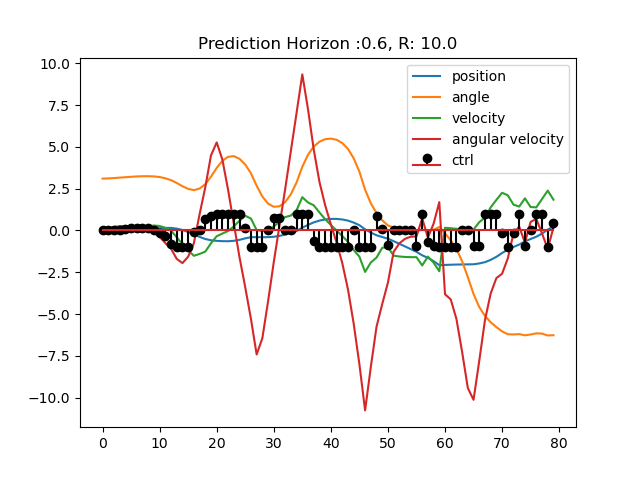 Prediction Horizon :0.6, R: 10.0
position
angle
velocity
angular velocity
ctrl
10.0
7.5
5.0
2.5
0.0
−2.5
−5.0
−7.5
−10.0
0 10 20 30 40 50 60 70 80